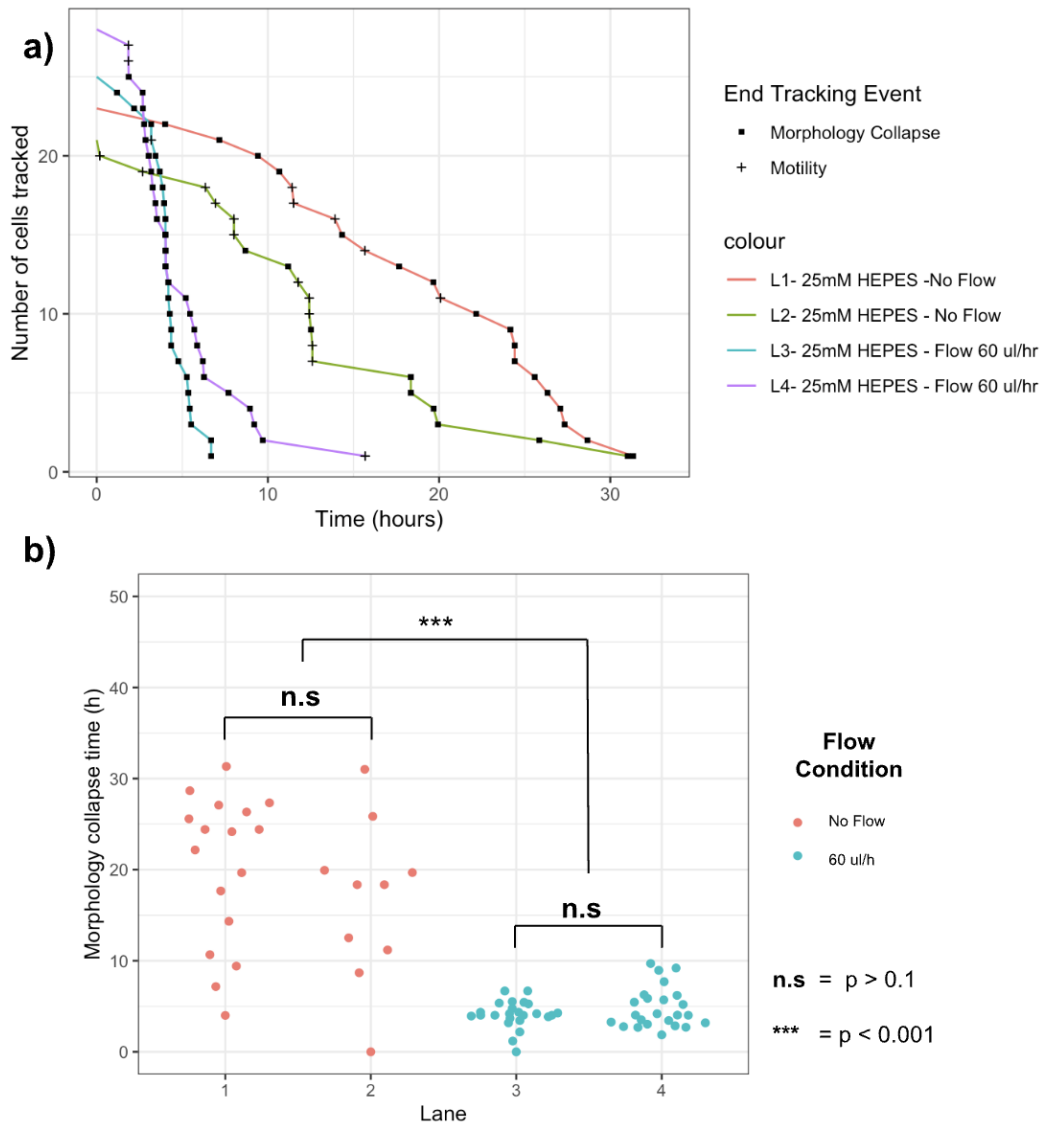 a)
20
10
0
Number of cells tracked
0
10
20
30
Time (hours)
End Tracking Event
Morphology Collapse
Motility
colour
L1- 25mM HEPES -No Flow
L2- 25mM HEPES - No Flow
L3- 25mM HEPES - Flow 60 ul/hr
L4- 25mM HEPES - Flow 60 ul/hr
b)
50
40
30
20
10
0
Morphology collapse time (h)
***
n.s
n.s
1
2
3
4
Lane
Flow
Condition
No Flow
60 ul/h
n.s = p > 0.1
*** = p < 0.001